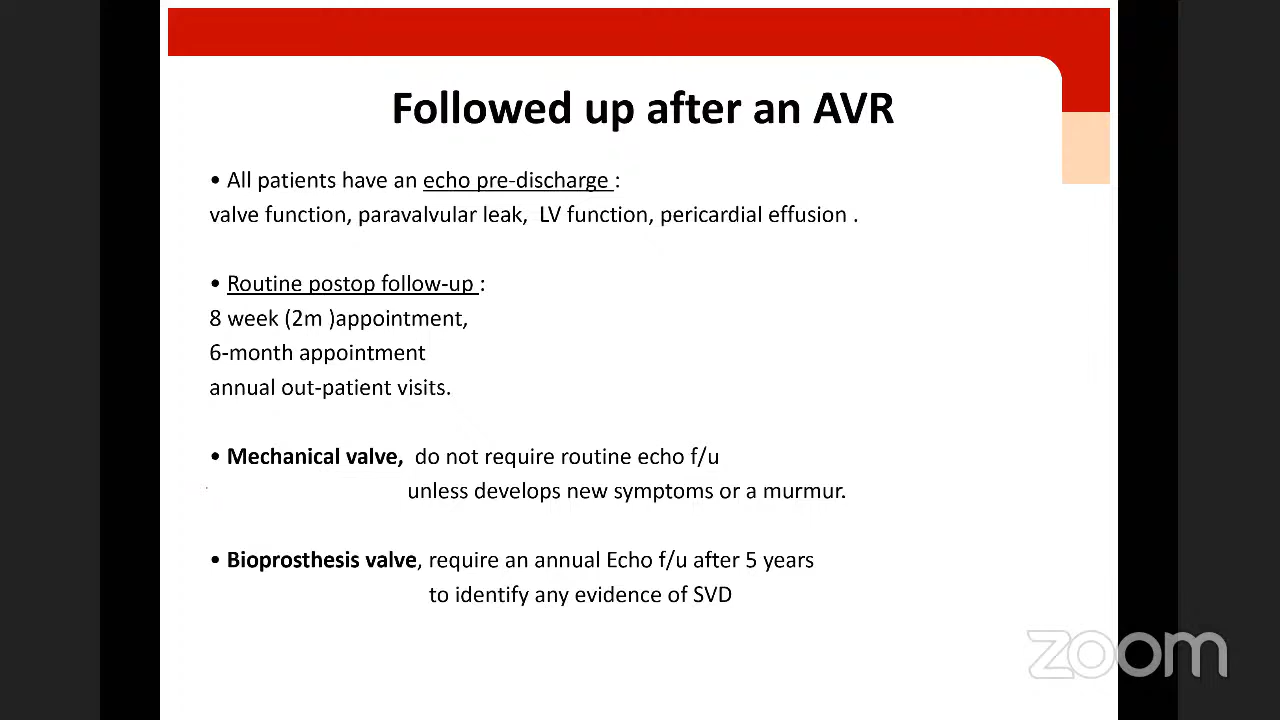 Followed up after an AVR
• All patients have an echo pre-discharge :
valve function, paravalvular leak, LV function, pericardial effusion .
• Routine postop follow-up :
8 week (2m )appointment,
6-month appointment
annual out-patient visits.
• Mechanical valve, do not require routine echo f/u
unless develops new symptoms or a murmur.
• Bioprosthesis valve, require an annual Echo f/u after 5 years
to identify any evidence of SVD
zoom